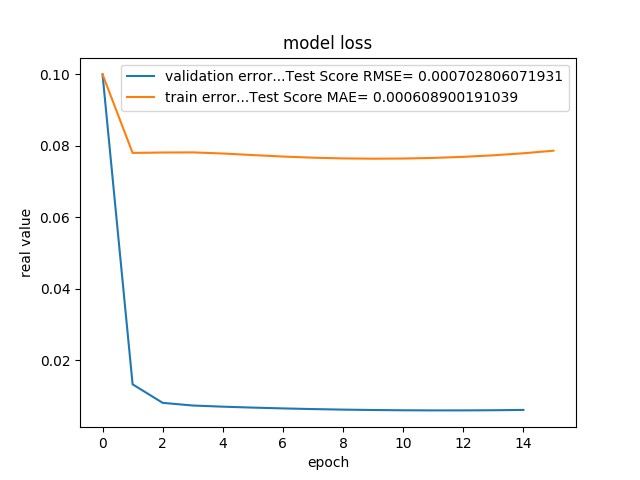 model loss
validation error...Test Score RMSE= 0.000702806071931
train error...Test Score MAE= 0.000608900191039
real value
0.10
0.08
0.06
0.04
0.02
0 2 4 6 8 10 12 14
epoch